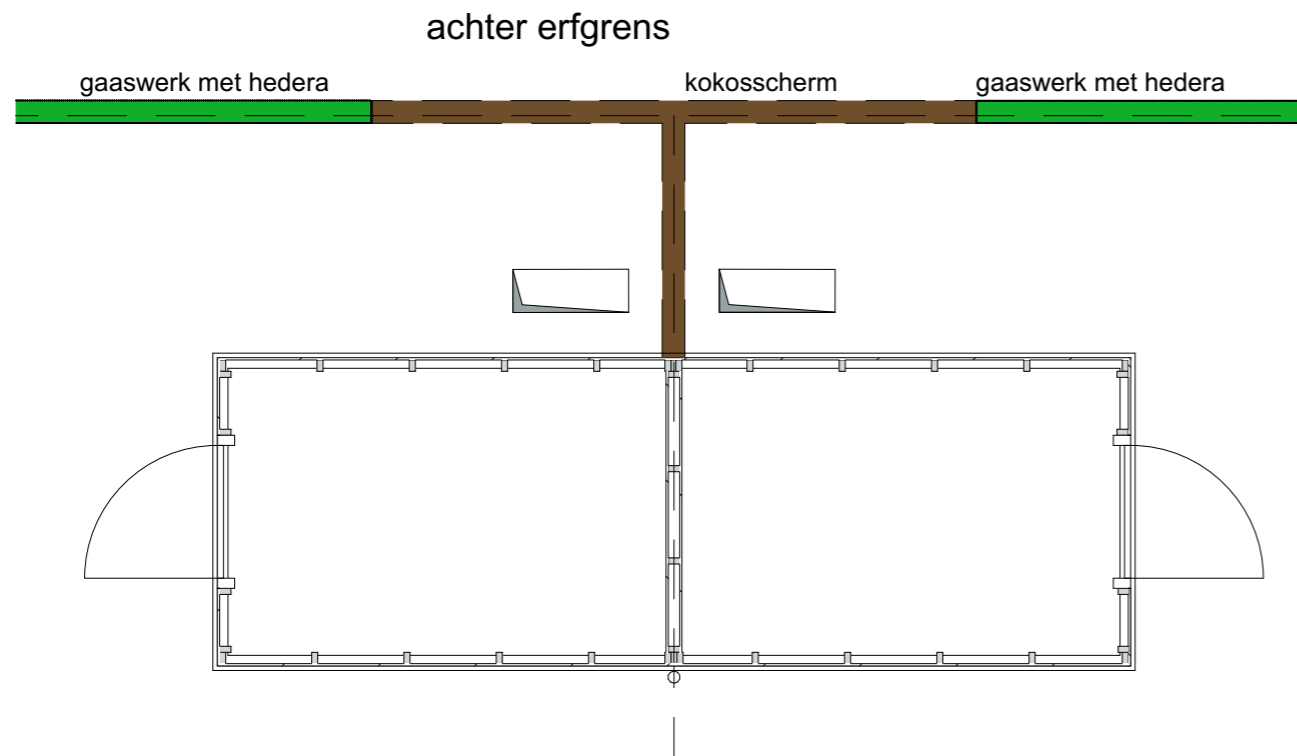 achter erfgrens
gaaswerk met hedera
kokosscherm
gaaswerk met hedera